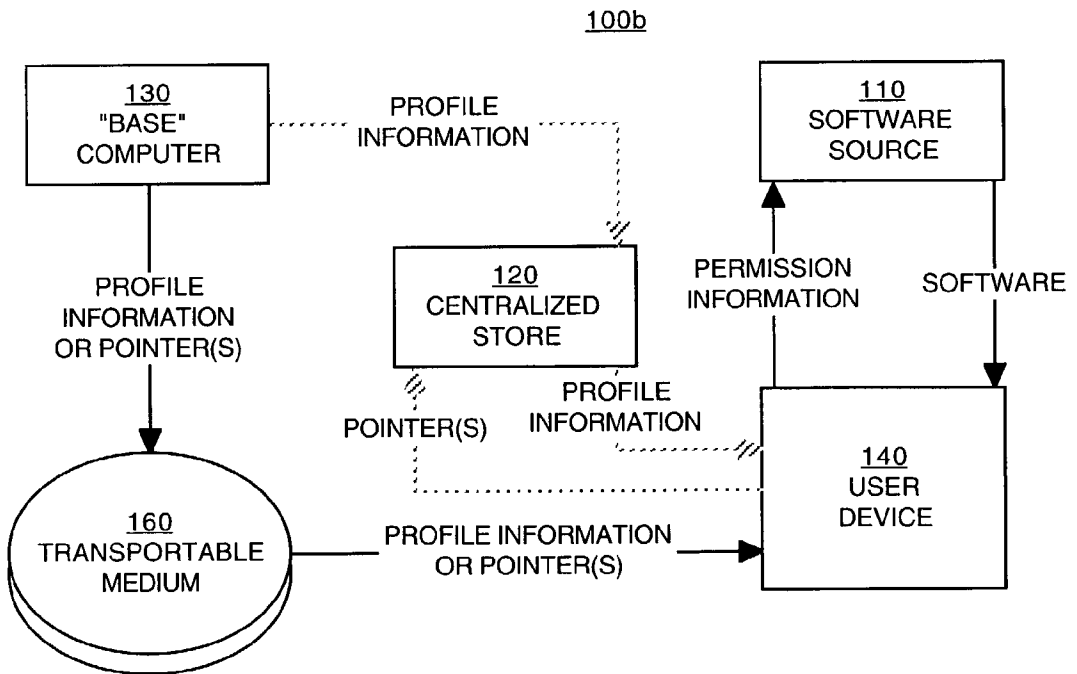 100b
130
"BASE"
COMPUTER
PROFILE
INFORMATION
110
SOFTWARE
SOURCE
PROFILE
INFORMATION
OR POINTER(S)
120
CENTRALIZED
STORE
PERMISSION
INFORMATION
SOFTWARE
POINTER(S)
PROFILE
INFORMATION
140
USER
DEVICE
160
TRANSPORTABLE
MEDIUM
PROFILE INFORMATION
OR POINTER(S)